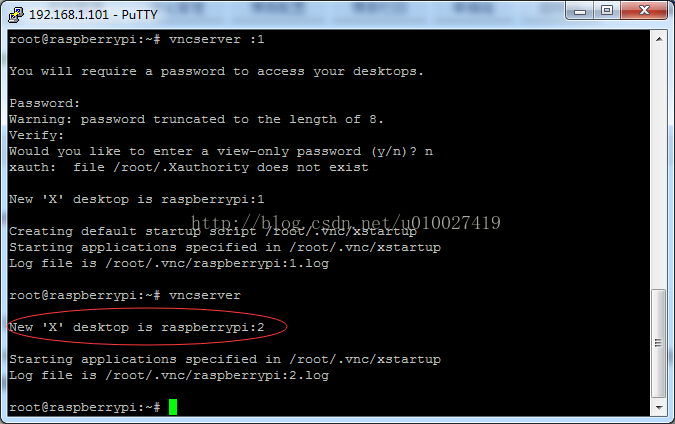 192.168.1.101 - PuTTY
root@raspberrypi:~# vncserver :1
You will require a password to access your desktops.
Password:
Warning: password truncated to the length of 8.
Verify:
Would you like to enter a view-only password (y/n)? n
xauth:  file /root/.Xauthority does not exist
New 'X' desktop is raspberrypi:1
http://blog.csdn.net/u010027419
Creating default startup script /root/.vnc/xstartup
Starting applications specified in /root/.vnc/xstartup
Log file is /root/.vnc/raspberrypi:1.log
root@raspberrypi:~# vncserver
New 'X' desktop is raspberrypi:2
Starting applications specified in /root/.vnc/xstartup
Log file is /root/.vnc/raspberrypi:2.log
root@raspberrypi:~#